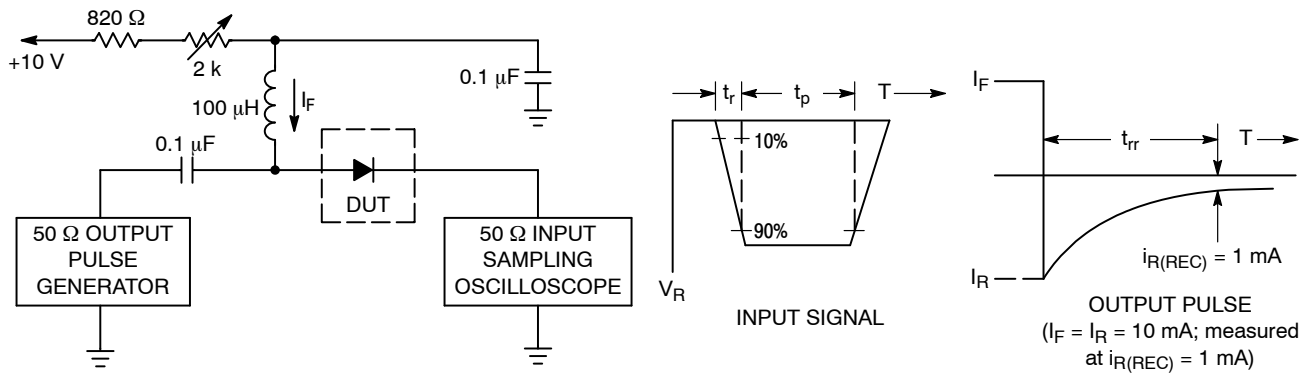 820 Ω
+10 V
2 k
100 μH
I_F
0.1 μF
0.1 μF
DUT
50 Ω OUTPUT
PULSE
GENERATOR
50 Ω INPUT
SAMPLING
OSCILLOSCOPE
t_r
t_p
T
10%
90%
V_R
INPUT SIGNAL
I_F
t_rr
T
i_R(REC) = 1 mA
I_R
OUTPUT PULSE
(I_F = I_R = 10 mA; measured
at i_R(REC) = 1 mA)